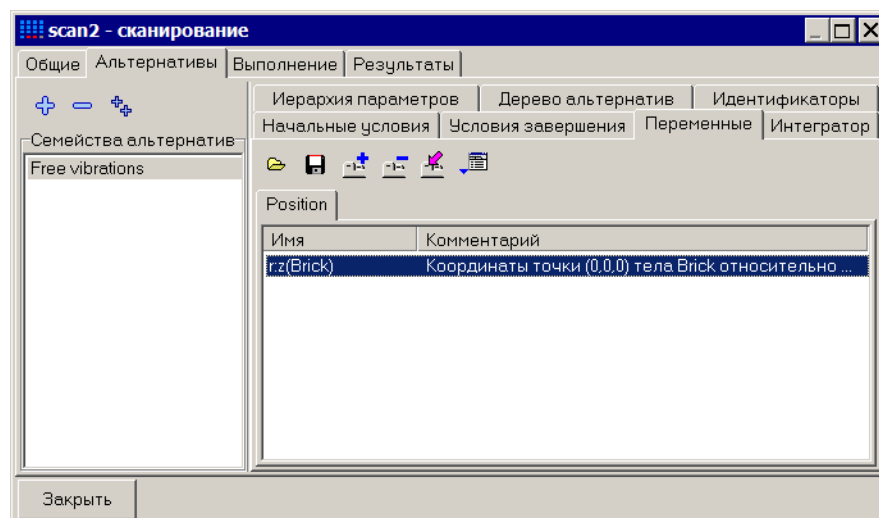 scan2 - сканирование
Общие Альтернативы Выполнение Результаты
Иерархия параметров Дерево альтернатив Идентификаторы
Начальные условия Условия завершения Переменные Интегратор
Семейства альтернатив
Free vibrations
Position
Имя Комментарий
r:z(Brick) Координаты точки (0,0,0) тела Brick относительно ...
Закрыть